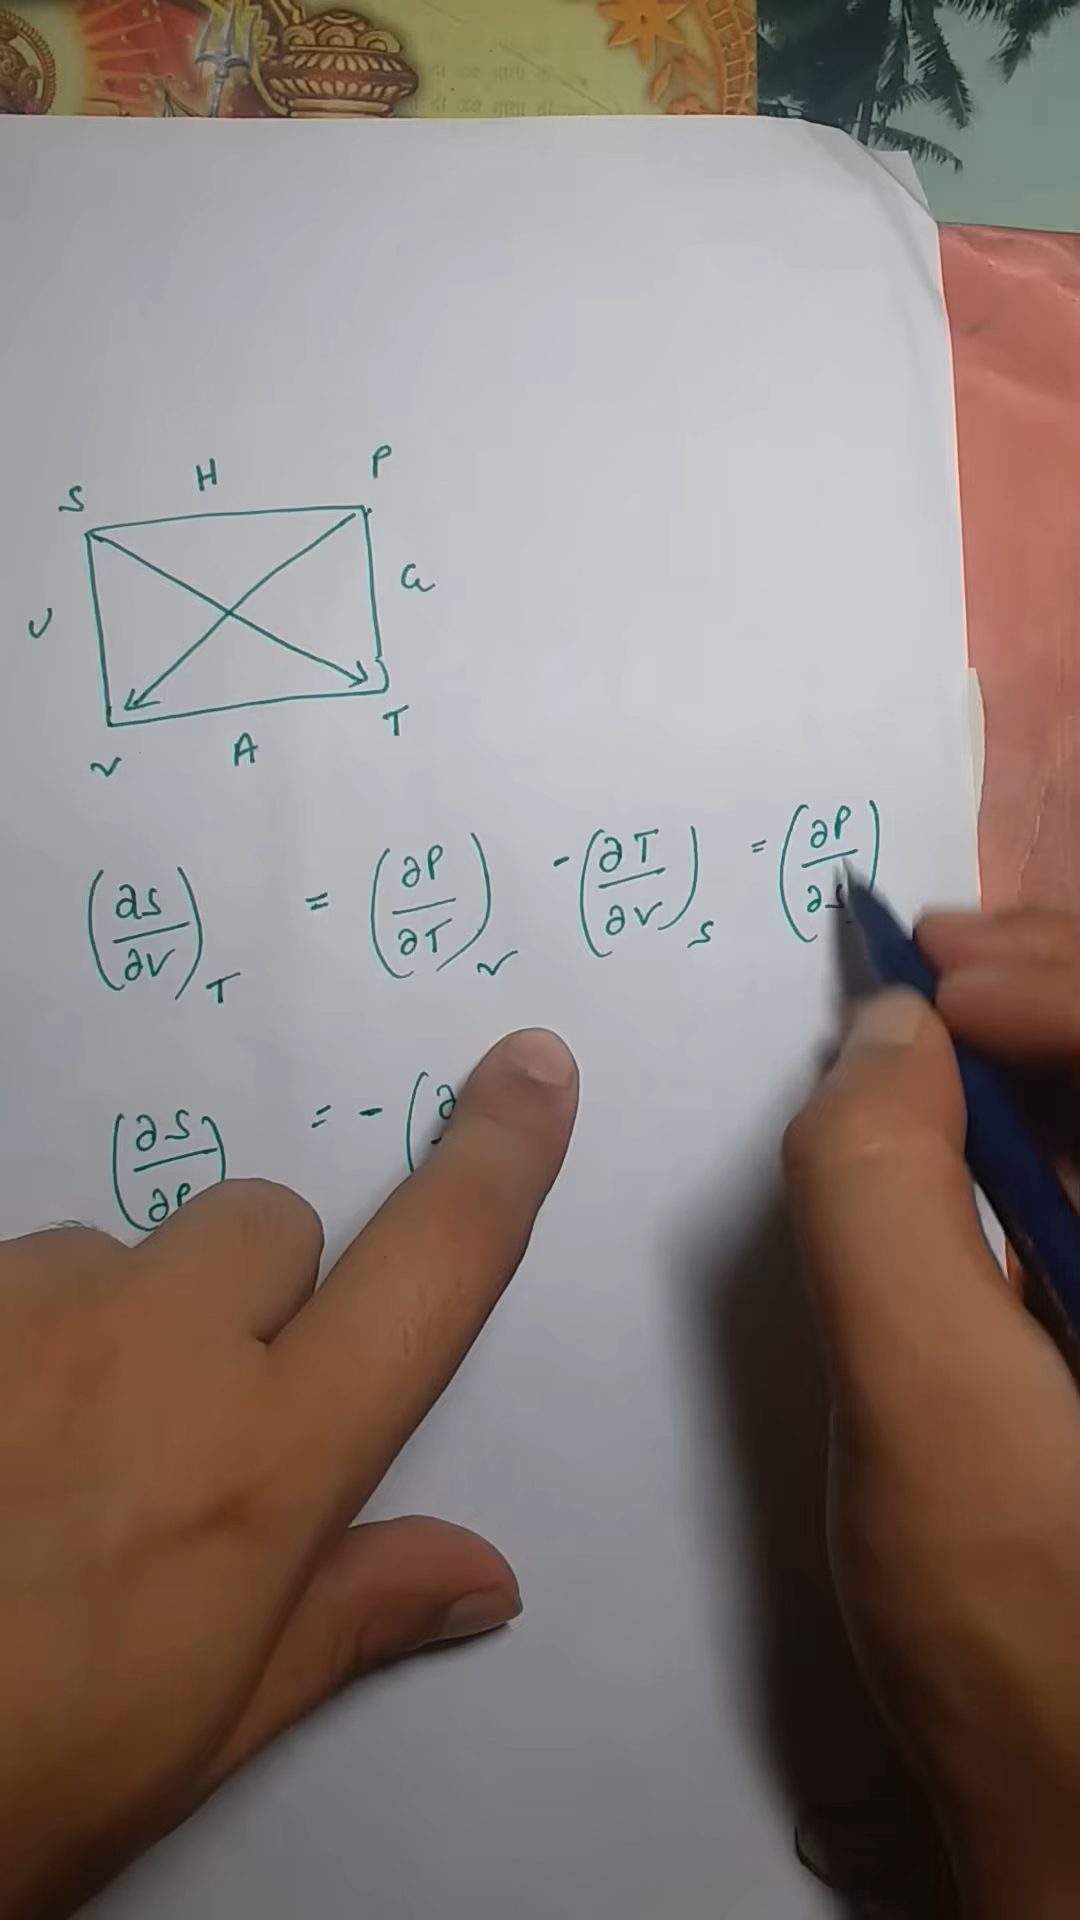 S H P
U G
V A T
(∂S/∂V)T = (∂P/∂T)V -(∂T/∂V)S = (∂P/∂S)
(∂S/∂P) = - (∂